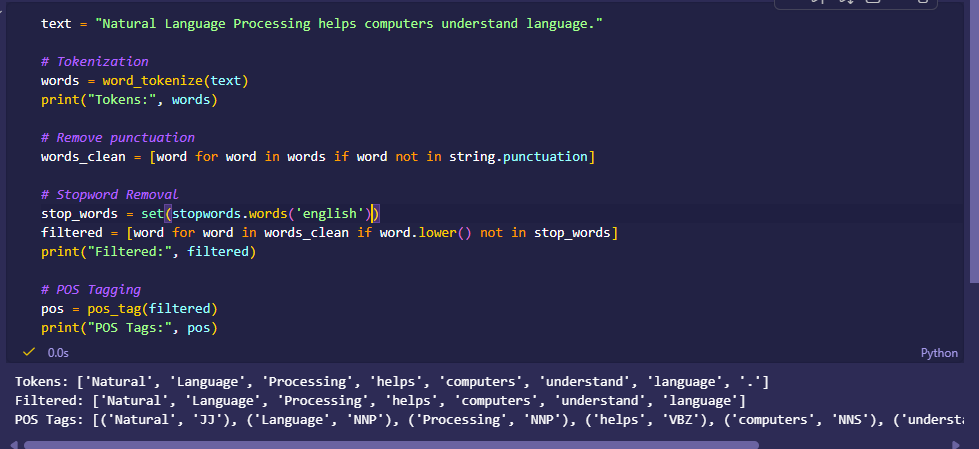 text = "Natural Language Processing helps computers understand language."
# Tokenization
words = word_tokenize(text)
print("Tokens:", words)
# Remove punctuation
words_clean = [word for word in words if word not in string.punctuation]
# Stopword Removal
stop_words = set(stopwords.words('english'))
filtered = [word for word in words_clean if word.lower() not in stop_words]
print("Filtered:", filtered)
# POS Tagging
pos = pos_tag(filtered)
print("POS Tags:", pos)
0.0s
Python
Tokens: ['Natural', 'Language', 'Processing', 'helps', 'computers', 'understand', 'language', '.']
Filtered: ['Natural', 'Language', 'Processing', 'helps', 'computers', 'understand', 'language']
POS Tags: [('Natural', 'JJ'), ('Language', 'NNP'), ('Processing', 'NNP'), ('helps', 'VBZ'), ('computers', 'NNS'), ('underst